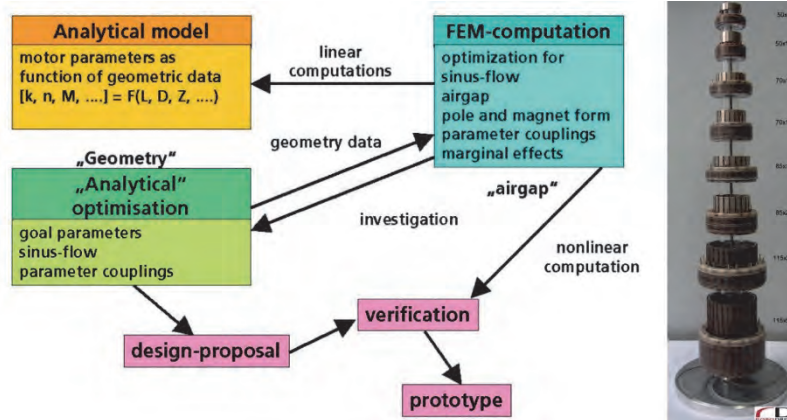 Analytical model
motor parameters as
function of geometric data
[k, n, M, ....] = F(L, D, Z, ....)
linear
computations
FEM-computation
optimization for
sinus-flow
airgap
pole and magnet form
parameter couplings
marginal effects
geometry data
„Geometry“
„Analytical“
optimisation
goal parameters
sinus-flow
parameter couplings
investigation
„airgap“
nonlinear
computation
verification
design-proposal
prototype